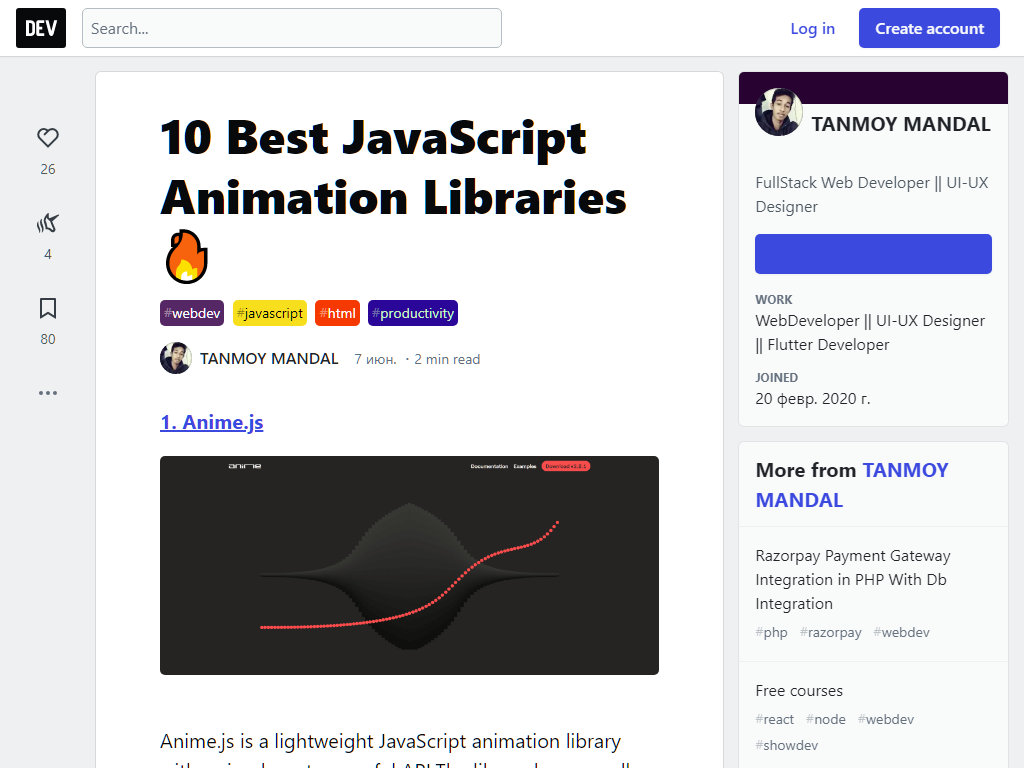 DEV
Search...
Log in
Create account
26
4
80
10 Best JavaScript
Animation Libraries
#webdev #javascript #html #productivity
TANMOY MANDAL 7 июн. · 2 min read
1. Anime.js
anime Documentation Examples Download v3.2.1
Anime.js is a lightweight JavaScript animation library
TANMOY MANDAL
FullStack Web Developer || UI-UX
Designer
WORK
WebDeveloper || UI-UX Designer
|| Flutter Developer
JOINED
20 февр. 2020 г.
More from TANMOY
MANDAL
Razorpay Payment Gateway
Integration in PHP With Db
Integration
#php #razorpay #webdev
Free courses
#react #node #webdev
#showdev